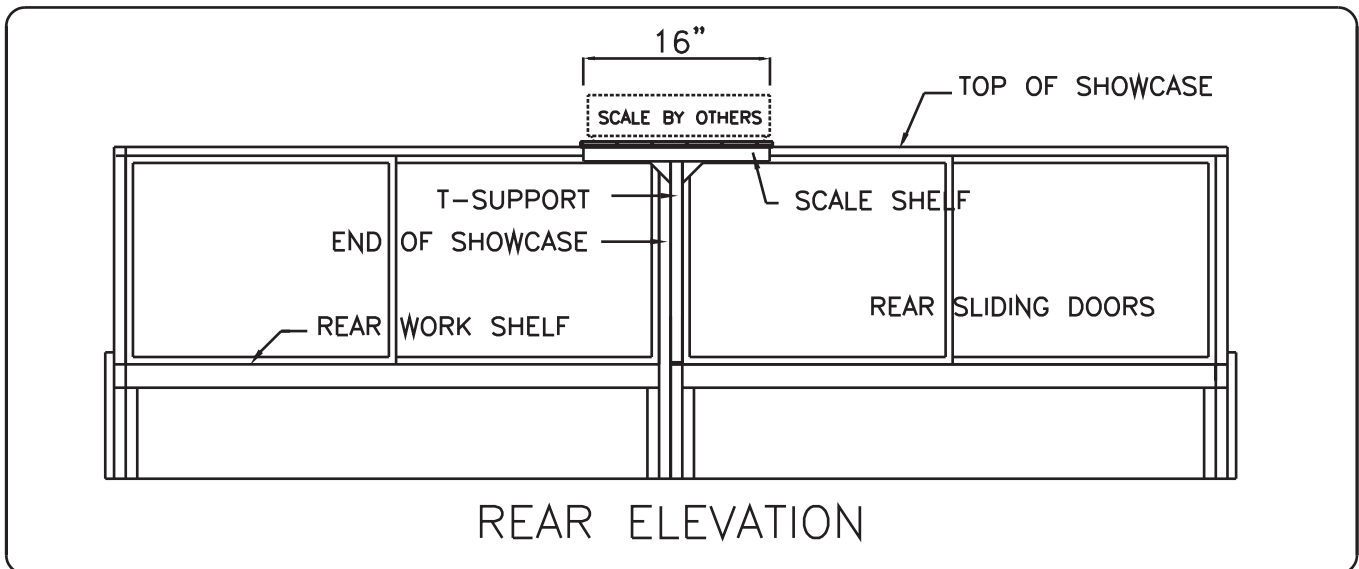 16”
TOP OF SHOWCASE
SCALE BY OTHERS
T-SUPPORT
SCALE SHELF
END OF SHOWCASE
REAR SLIDING DOORS
REAR WORK SHELF
REAR ELEVATION